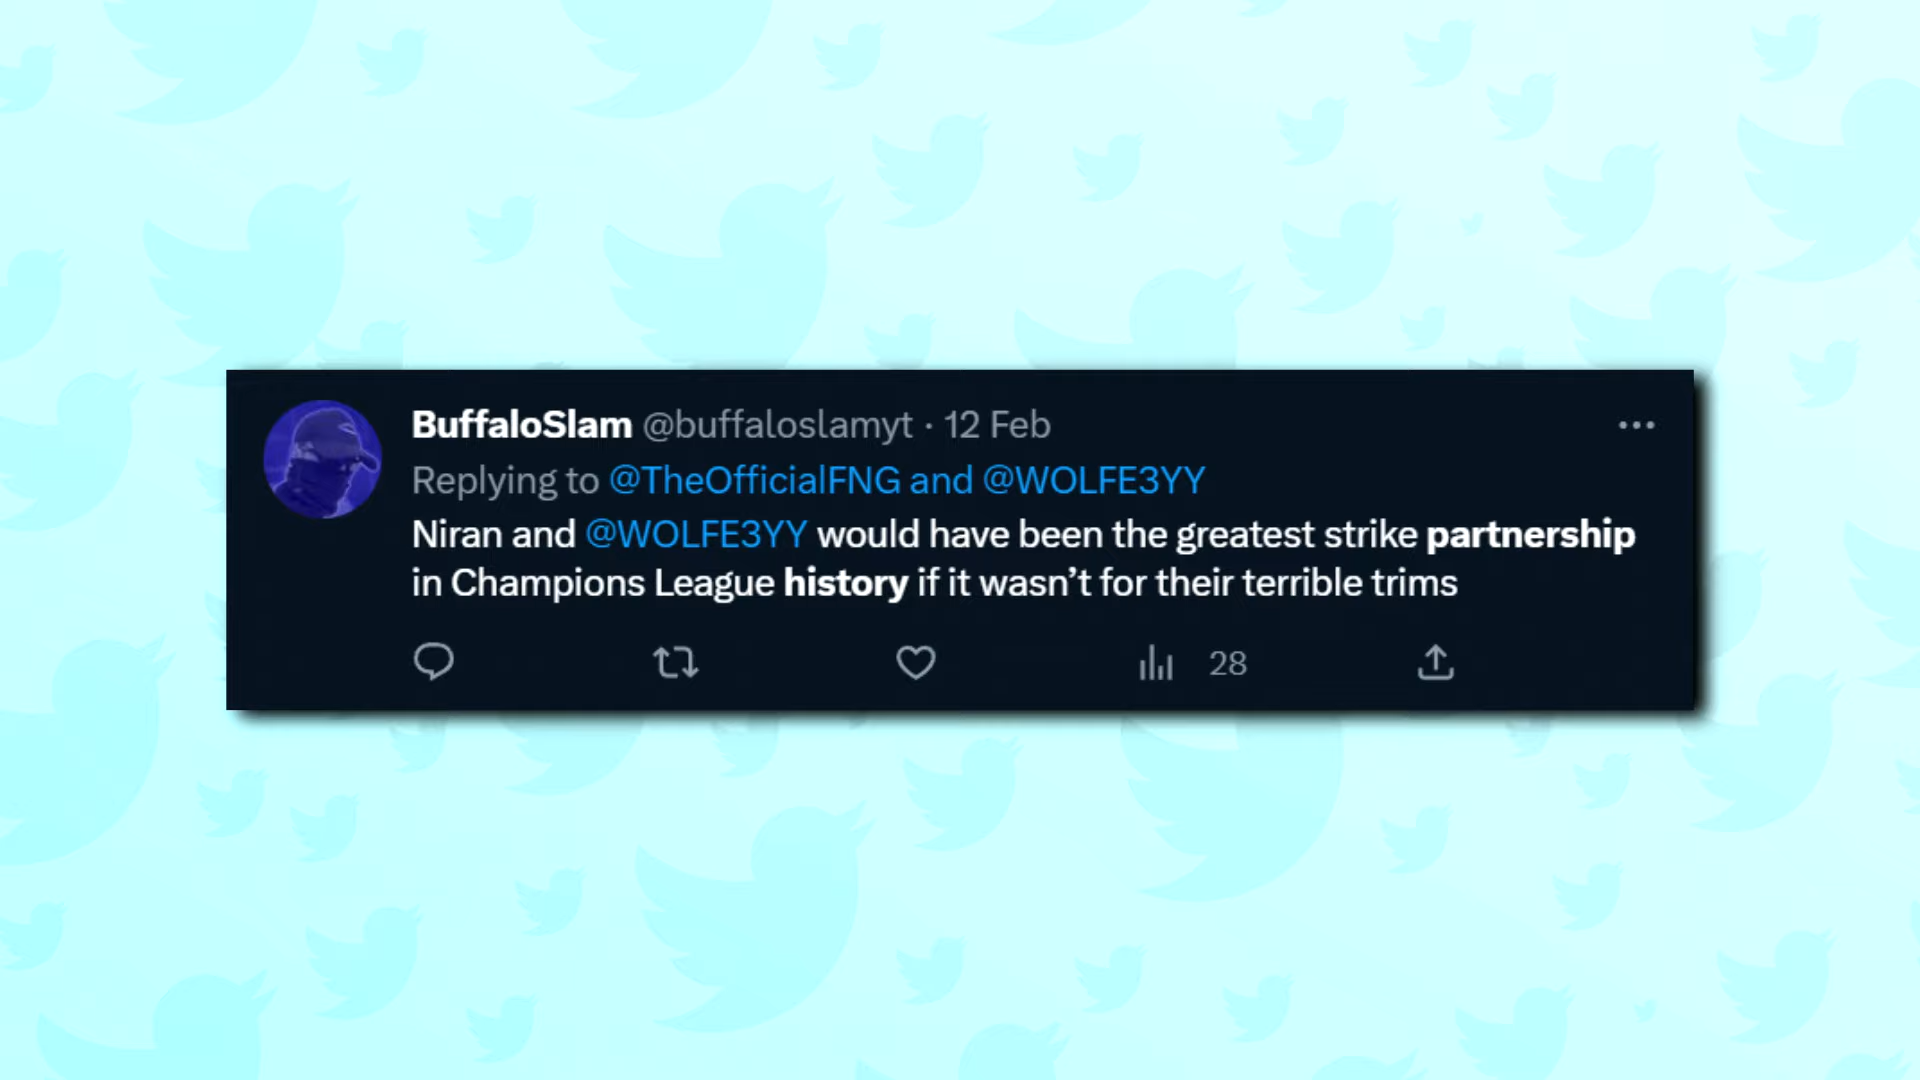 BuffaloSlam @buffaloslamyt · 12 Feb
Replying to @TheOfficialFNG and @WOLFE3YY
Niran and @WOLFE3YY would have been the greatest strike partnership
in Champions League history if it wasn’t for their terrible trims
28